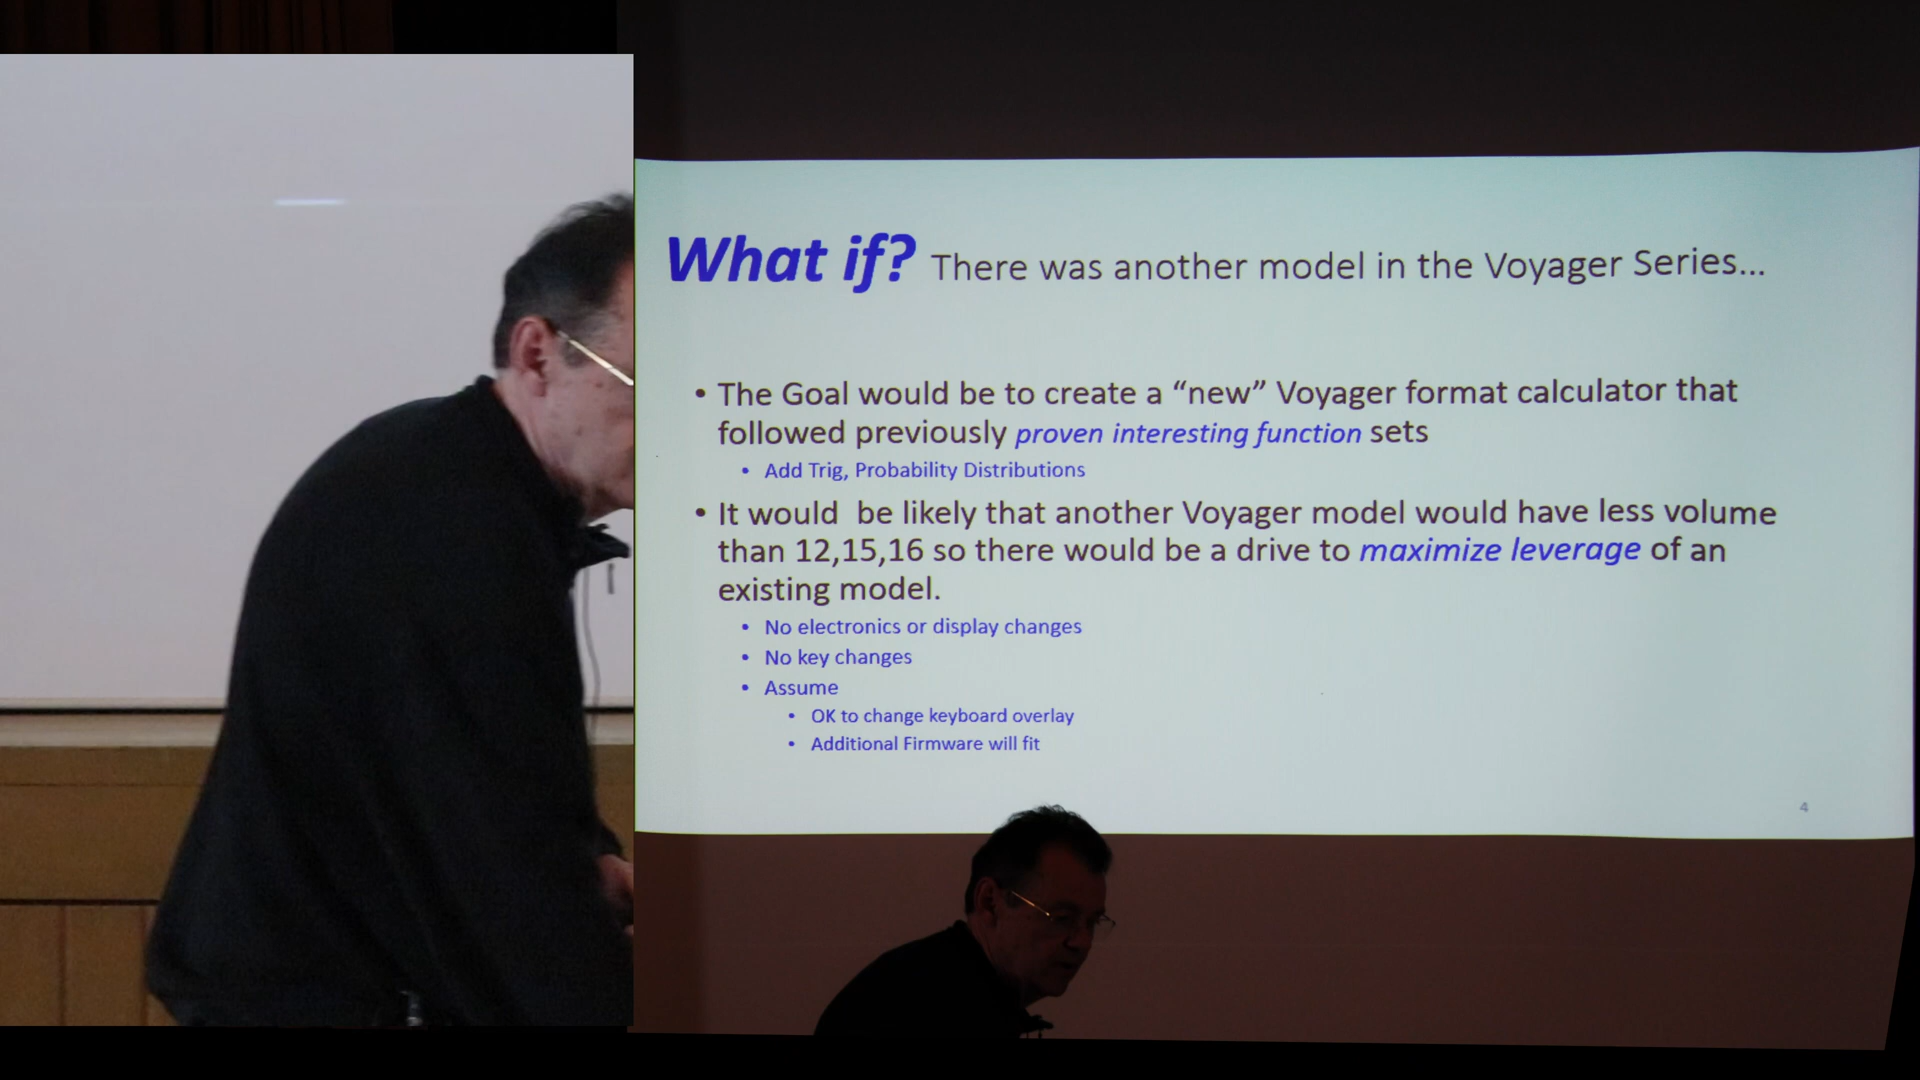 What if? There was another model in the Voyager Series...
• The Goal would be to create a “new” Voyager format calculator that
followed previously proven interesting function sets
• Add Trig, Probability Distributions
• It would  be likely that another Voyager model would have less volume
than 12,15,16 so there would be a drive to maximize leverage of an
existing model.
• No electronics or display changes
• No key changes
• Assume
• OK to change keyboard overlay
• Additional Firmware will fit
4